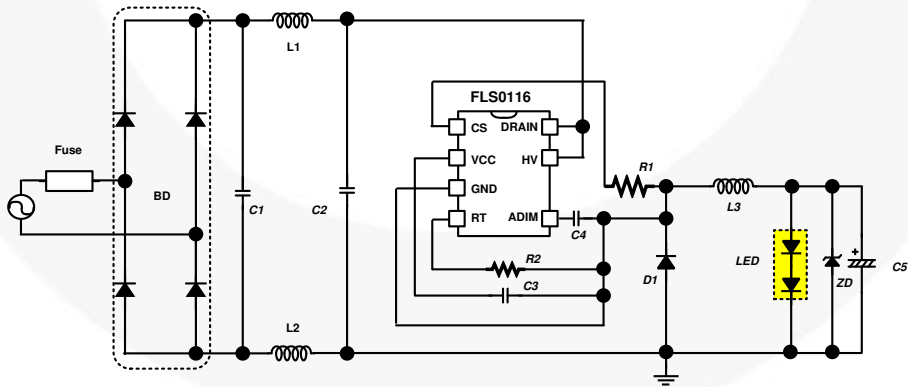 L1
FLS0116
CS DRAIN
VCC HV
GND
RT ADIM
Fuse
BD
C1
C2
R1
L3
C4
R2
C3
D1
LED
ZD
+
C5
L2